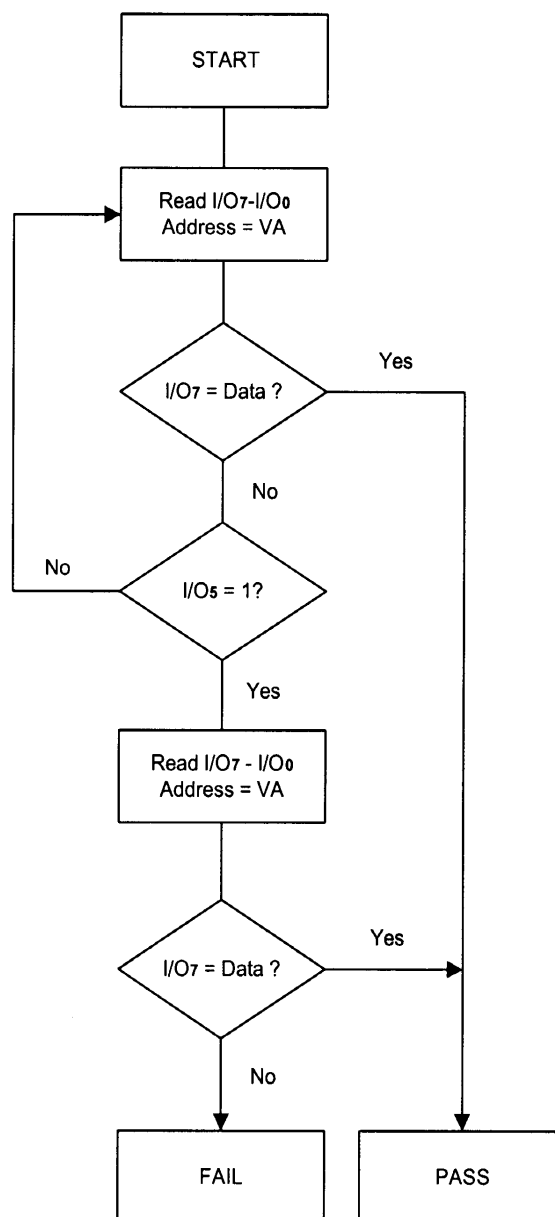 START
Read I/O7-I/O0
Address = VA
I/O7 = Data ?
Yes
No
No
I/O5 = 1?
Yes
Read I/O7 - I/O0
Address = VA
I/O7 = Data ?
Yes
No
FAIL
PASS